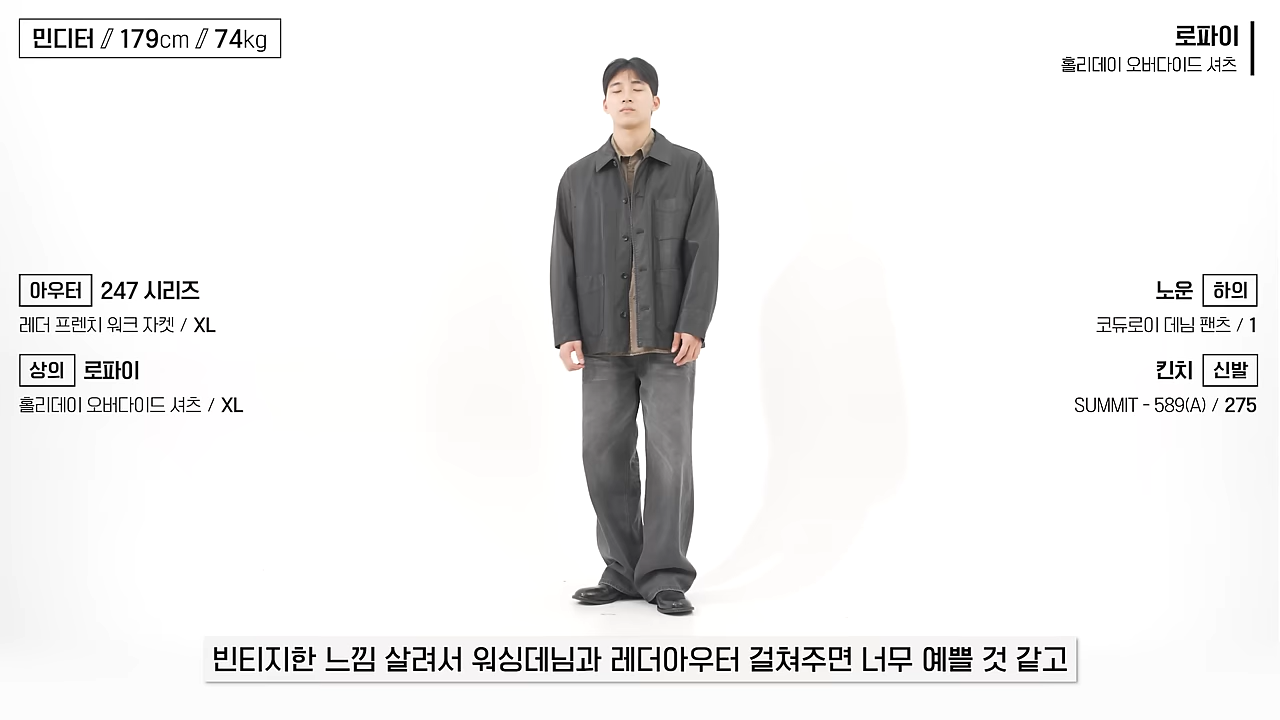 민디터 // 179cm // 74kg
로파이
홀리데이 오버다이드 셔츠
아우터 247 시리즈
레더 프렌치 워크 자켓 / XL
상의 로파이
홀리데이 오버다이드 셔츠 / XL
노운 하의
코듀로이 데님 팬츠 / 1
킨치 신발
SUMMIT - 589(A) / 275
빈티지한 느낌 살려서 워싱데님과 레더아우터 걸쳐주면 너무 예쁠 것 같고